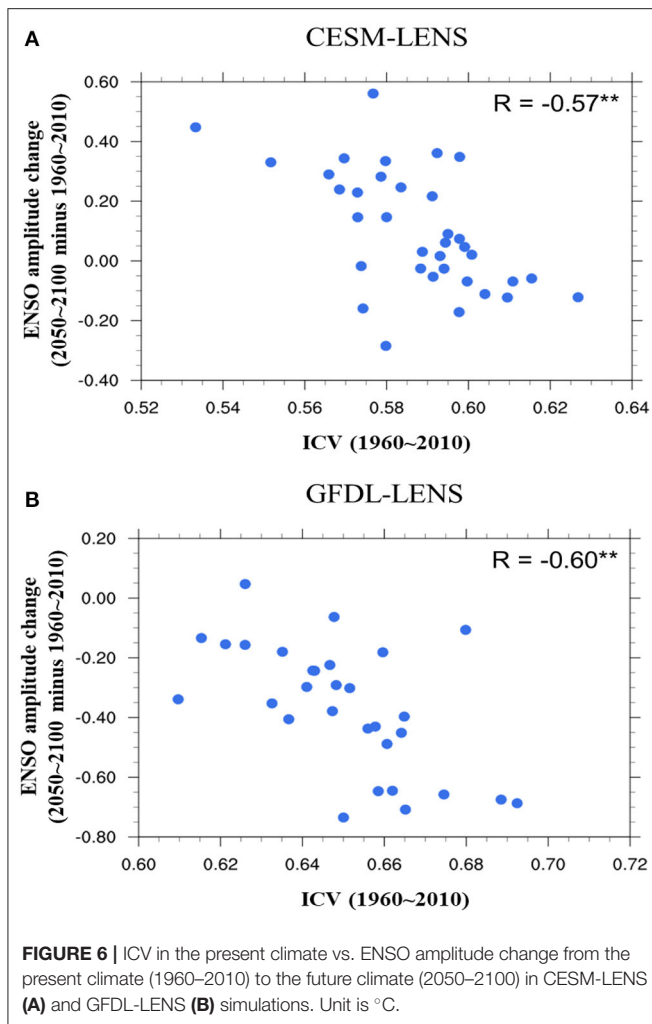 A
CESM-LENS
R = -0.57**
0.60
0.40
0.20
0.00
-0.20
-0.40
ENSO amplitude change
(2050~2100 minus 1960~2010)
0.52 0.54 0.56 0.58 0.60 0.62 0.64
ICV (1960~2010)
B
GFDL-LENS
R = -0.60**
0.20
0.00
-0.20
-0.40
-0.60
-0.80
ENSO amplitude change
(2050~2100 minus 1960~2010)
0.60 0.62 0.64 0.66 0.68 0.70 0.72
ICV (1960~2010)
FIGURE 6 | ICV in the present climate vs. ENSO amplitude change from the
present climate (1960–2010) to the future climate (2050–2100) in CESM-LENS
(A) and GFDL-LENS (B) simulations. Unit is °C.